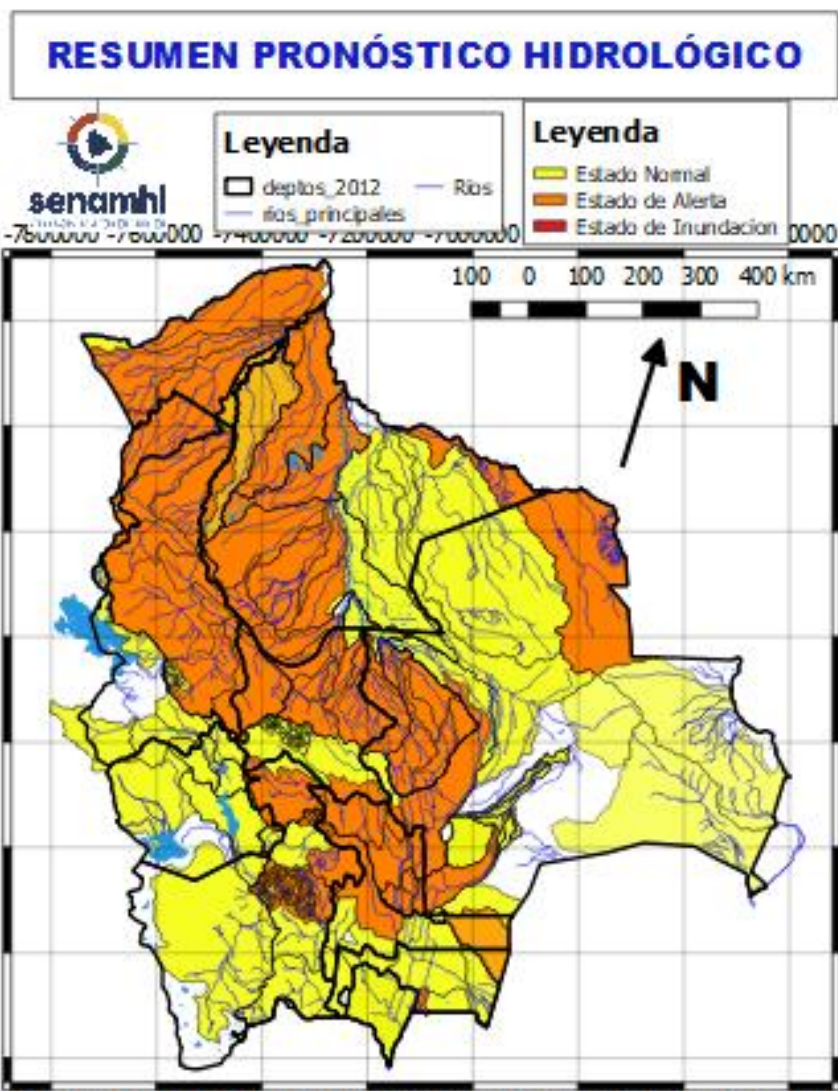 RESUMEN PRONÓSTICO HIDROLÓGICO
senamhi
Leyenda
deptos_2012
Rios
rios_principales
Leyenda
Estado Normal
Estado de Alerta
Estado de Inundacion
-7600000 -7400000 -7200000 -7000000
100 0 100 200 300 400 km
N